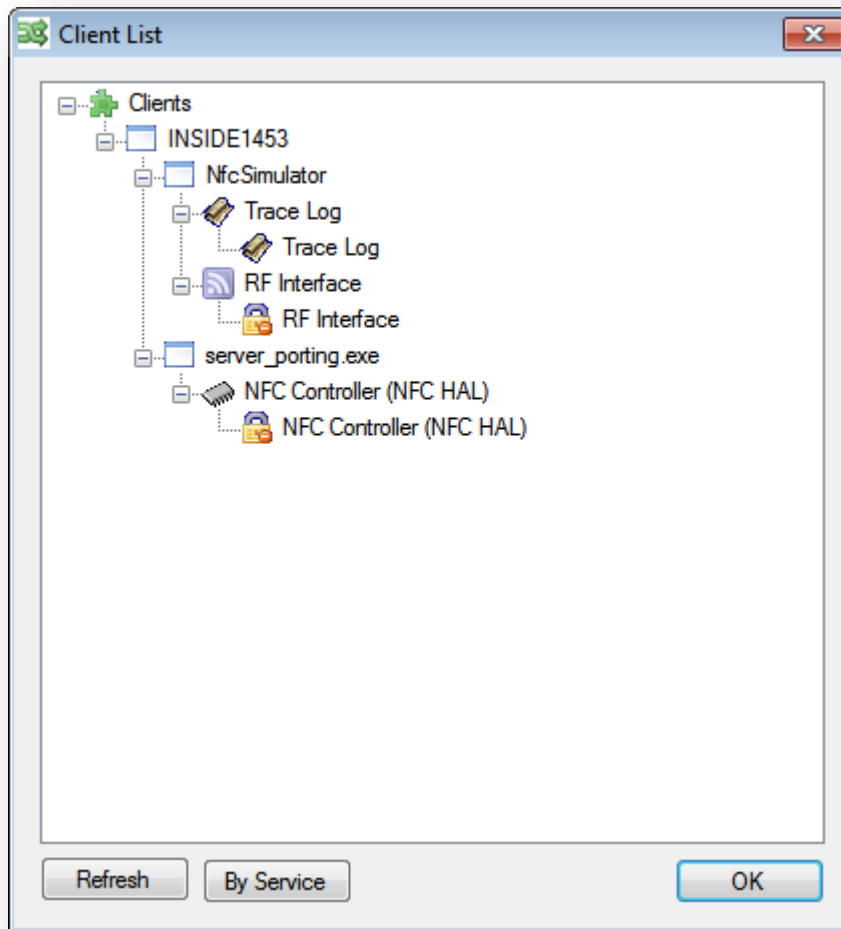 Client List
Clients
INSIDE1453
NfcSimulator
Trace Log
Trace Log
RF Interface
RF Interface
server_porting.exe
NFC Controller (NFC HAL)
NFC Controller (NFC HAL)
Refresh
By Service
OK